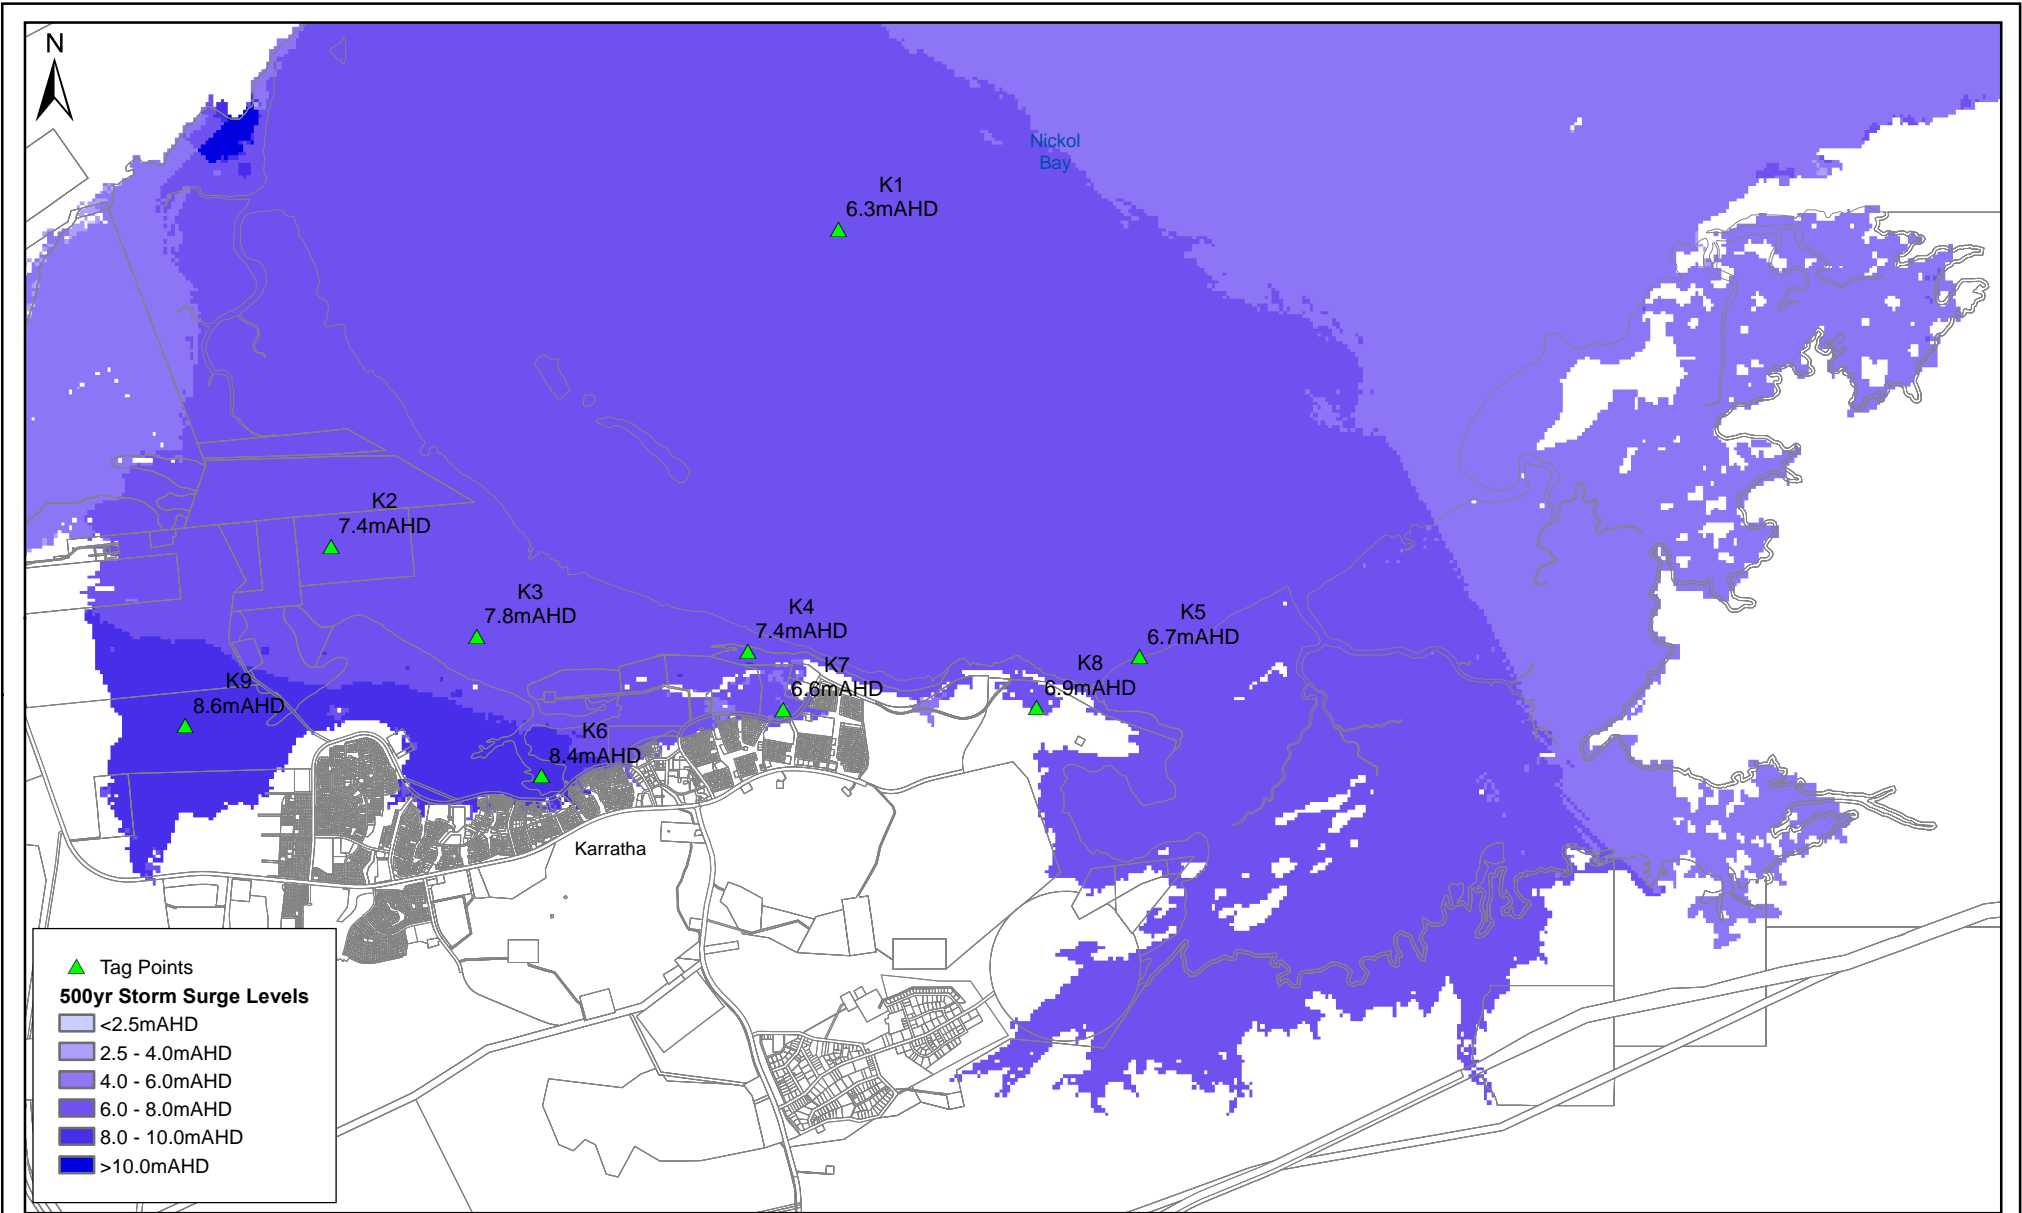 N
Nickol
Bay
K1
6.3mAHD
K2
7.4mAHD
K3
7.8mAHD
K4
7.4mAHD
K5
6.7mAHD
K7
6.6mAHD
K8
6.9mAHD
K9
8.6mAHD
K6
8.4mAHD
Karratha
Tag Points
500yr Storm Surge Levels
<2.5mAHD
2.5 - 4.0mAHD
4.0 - 6.0mAHD
6.0 - 8.0mAHD
8.0 - 10.0mAHD
>10.0mAHD